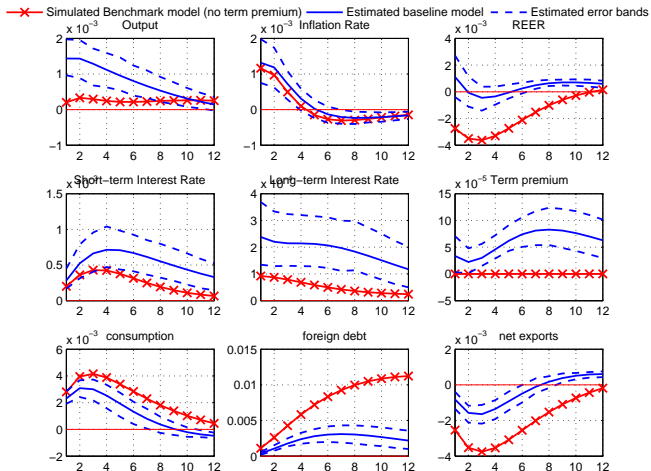 Simulated Benchmark model (no term premium) Estimated baseline model Estimated error bands
x 10⁻³ Output
2
1
0
−1
2 4 6 8 10 12
x 10⁻³ Inflation Rate
2
1
0
−1
2 4 6 8 10 12
x 10⁻³ REER
4
2
0
−2
−4
2 4 6 8 10 12
x 10⁻³ Short−term Interest Rate
1.5
1
0.5
0
2 4 6 8 10 12
Long−term Interest Rate
4
3
2
1
0
2 4 6 8 10 12
x 10⁻⁵ Term premium
15
10
5
0
−5
2 4 6 8 10 12
x 10⁻³ consumption
6
4
2
0
−2
2 4 6 8 10 12
foreign debt
0.015
0.01
0.005
0
2 4 6 8 10 12
x 10⁻³ net exports
2
0
−2
−4
2 4 6 8 10 12